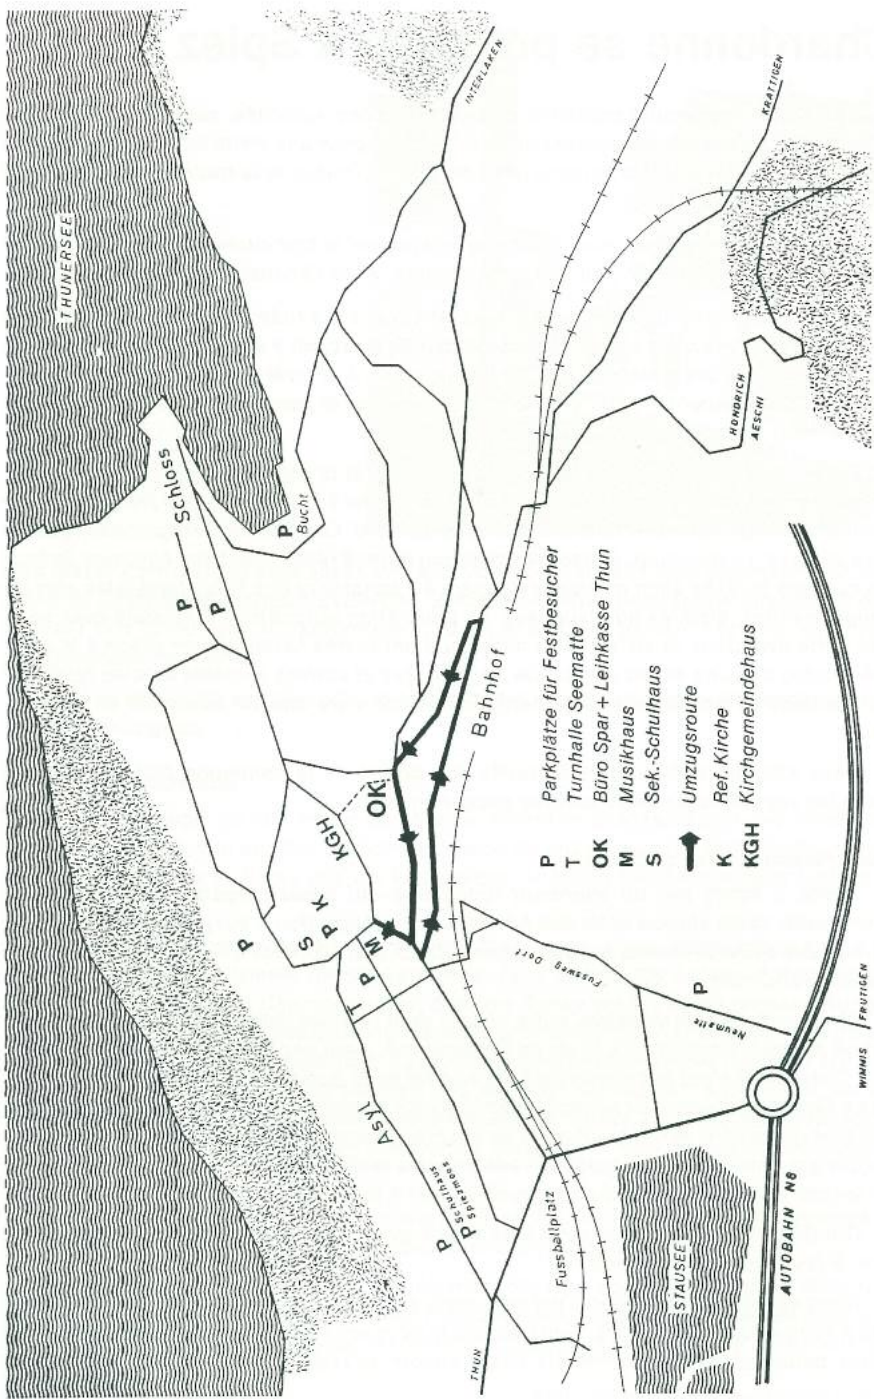 THUNERSEE
INTERLAKEN
KRATTIGEN
Schloss
P
Bucht
P
P
HONDRICH
AESCHI
Bahnhof
OK
KGH
P
S
P K
M
P
T
Asyl
P
Schulhaus
P Spiezmoos
Fussweg Dorf
P
Neumatte
Fussballplatz
THUN
STAUSEE
AUTOBAHN N8
WIMMIS FRUTIGEN
P Parkplätze für Festbesucher
T Turnhalle Seematte
OK Büro Spar + Leihkasse Thun
M Musikhaus
S Sek.-Schulhaus
Umzugsroute
K Ref. Kirche
KGH Kirchgemeindehaus